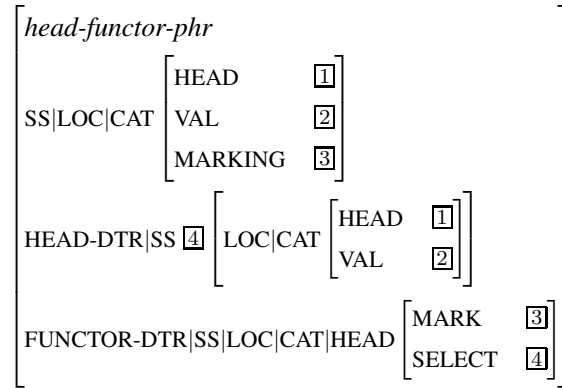 head-functor-phr
HEAD 1
SS|LOC|CAT VAL 2
MARKING 3
HEAD 1
HEAD-DTR|SS 4 LOC|CAT
VAL 2
MARK 3
FUNCTOR-DTR|SS|LOC|CAT|HEAD
SELECT 4